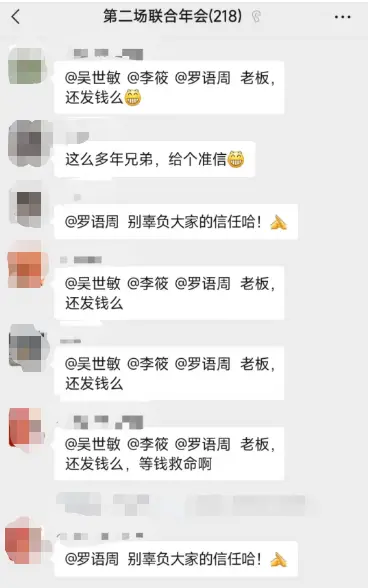 第二场联合年会(218)
@吴世敏 @李筱 @罗语周 老板，
还发钱么😁
这么多年兄弟，给个准信😁
@罗语周 别辜负大家的信任哈！🙏
@吴世敏 @李筱 @罗语周 老板，
还发钱么
@吴世敏 @李筱 @罗语周 老板，
还发钱么
@吴世敏 @李筱 @罗语周 老板，
还发钱么，等钱救命啊
@罗语周 别辜负大家的信任哈！🙏